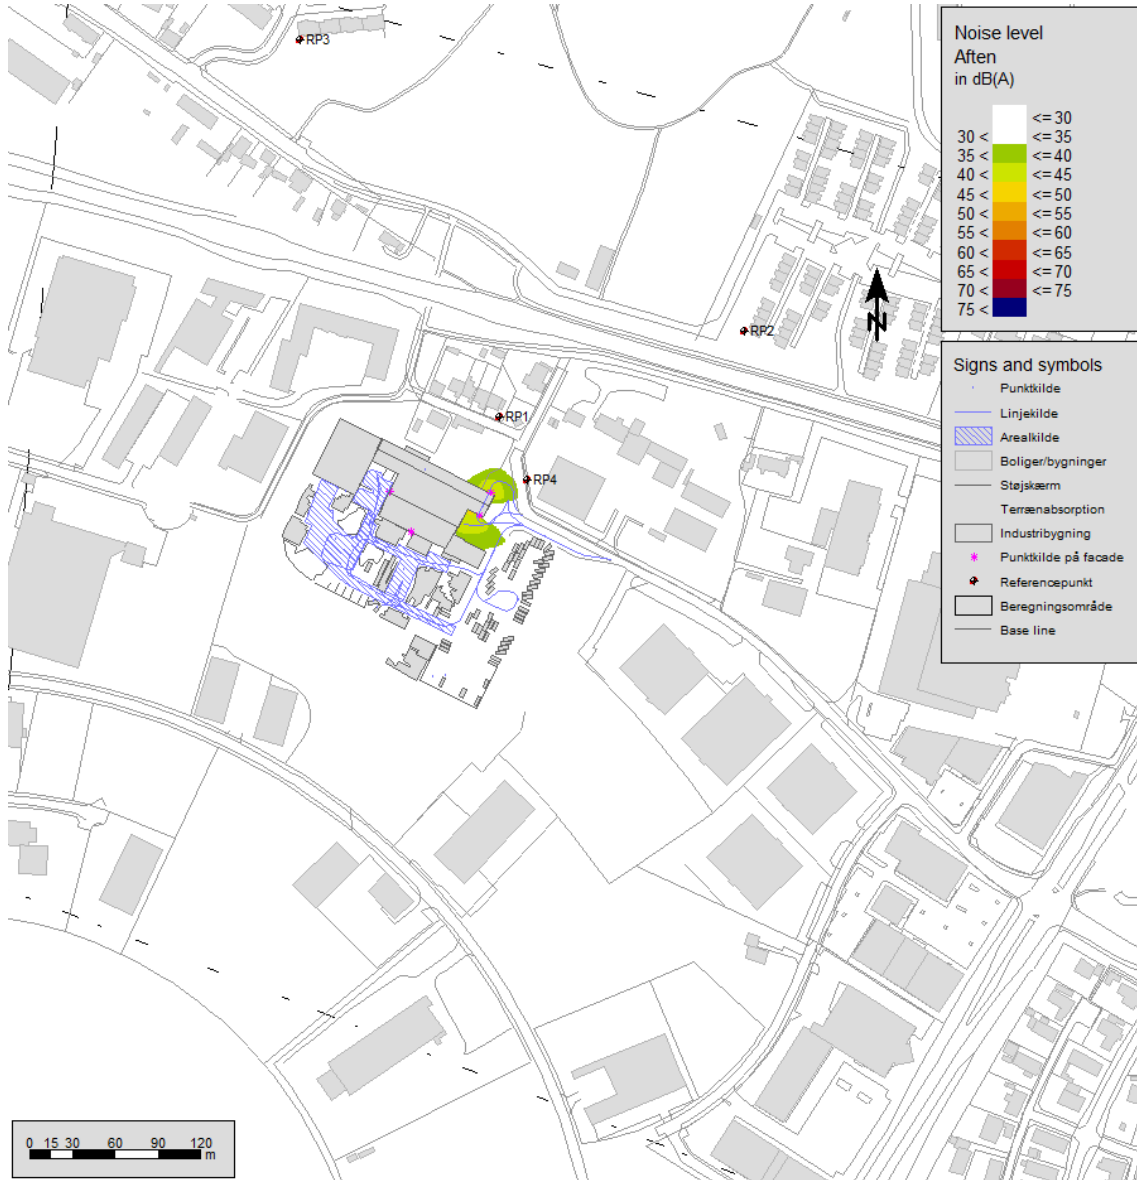 RP3
Noise level
Aften
in dB(A)
<= 30
30 < <= 35
35 < <= 40
40 < <= 45
45 < <= 50
50 < <= 55
55 < <= 60
60 < <= 65
65 < <= 70
70 < <= 75
75 <
N
RP2
Signs and symbols
Punktkilde
Linjekilde
Arealkilde
Boliger/bygninger
Støjskærm
Terrænabsorption
Industribygning
Punktkilde på facade
Referencepunkt
Beregningsområde
Base line
RP1
RP4
0 15 30 60 90 120
m